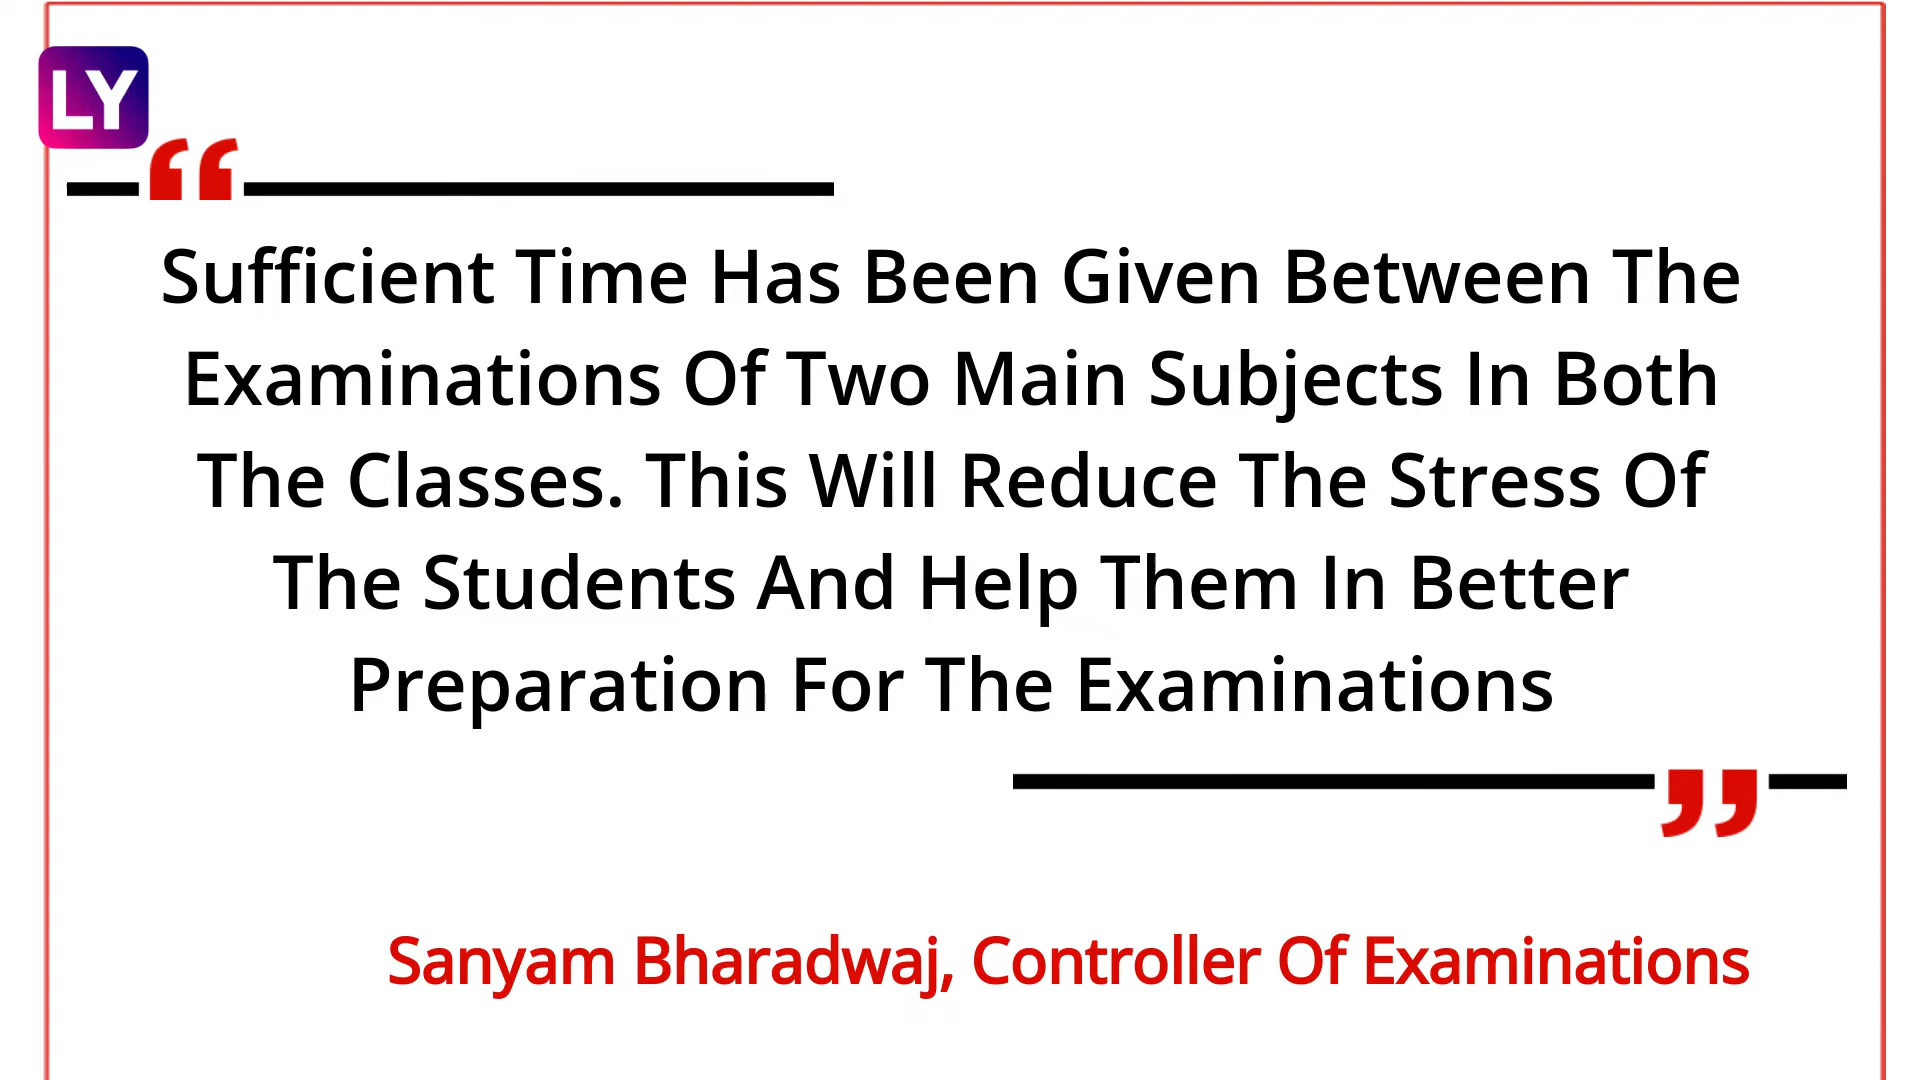 LY
“
Sufficient Time Has Been Given Between The
Examinations Of Two Main Subjects In Both
The Classes. This Will Reduce The Stress Of
The Students And Help Them In Better
Preparation For The Examinations
”
Sanyam Bharadwaj, Controller Of Examinations